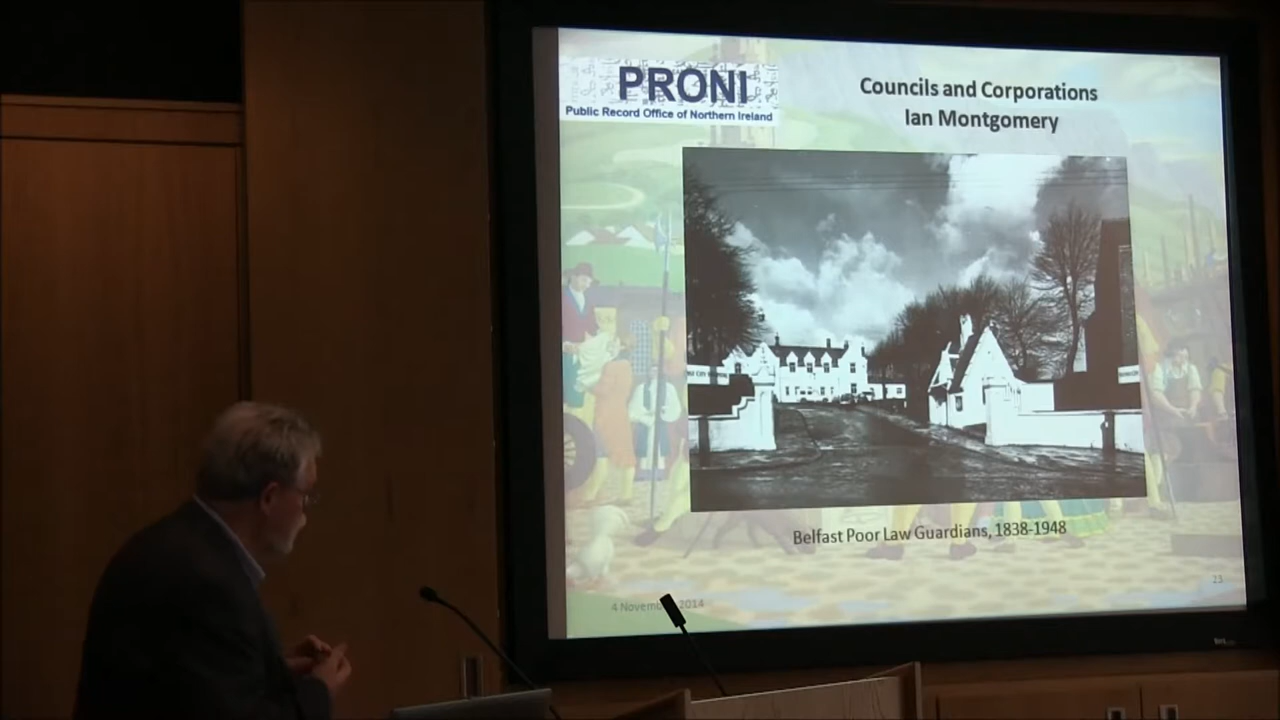 PRONI
Public Record Office of Northern Ireland
Councils and Corporations
Ian Montgomery
Belfast Poor Law Guardians, 1838-1948
4 2014
23